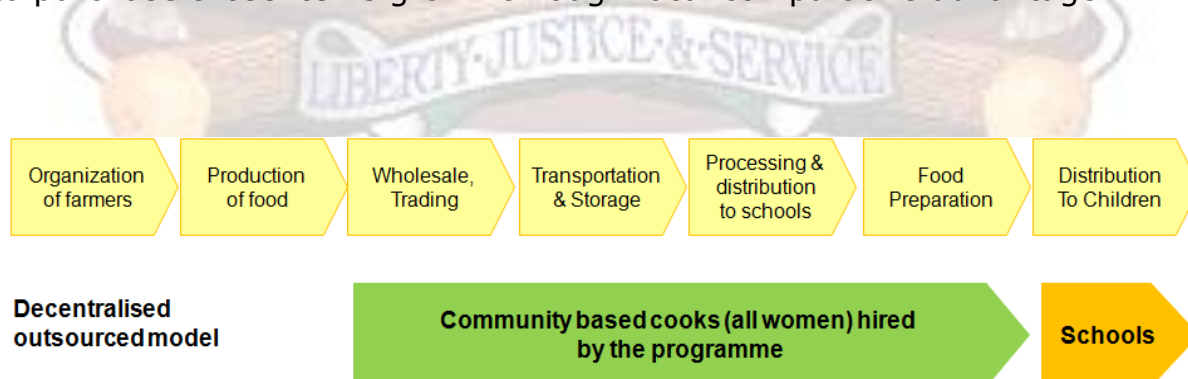 LIBERTY·JUSTICE·&·SERVICE
Organization
of farmers
Production
of food
Wholesale,
Trading
Transportation
& Storage
Processing &
distribution
to schools
Food
Preparation
Distribution
To Children
Decentralised
outsourced model
Community based cooks (all women) hired
by the programme
Schools